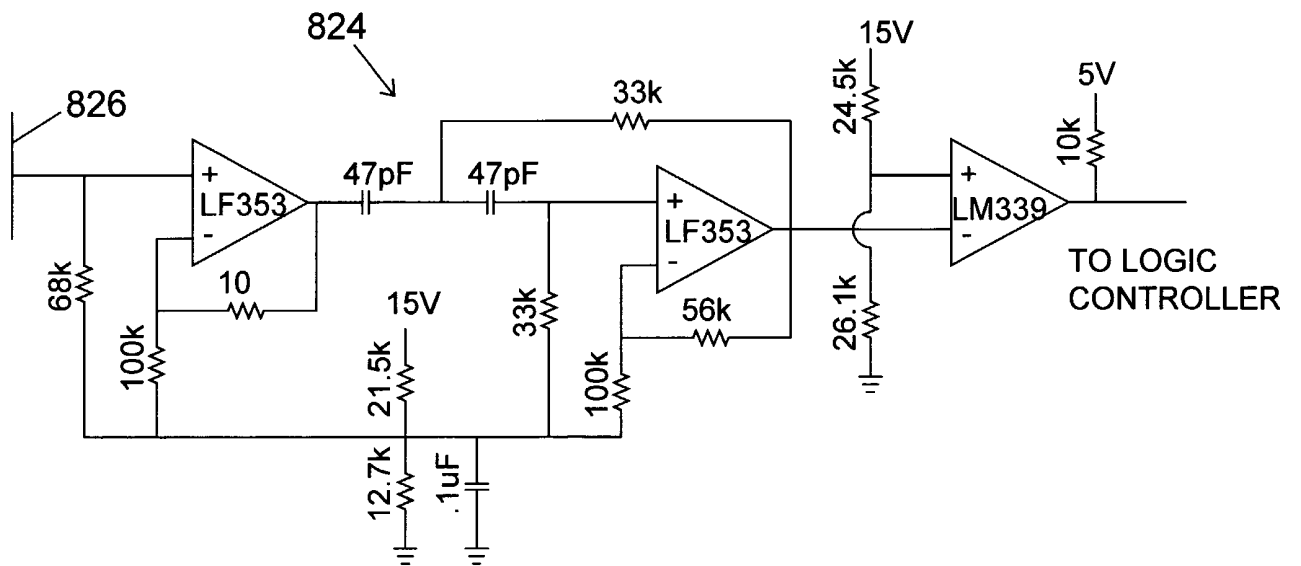 824
826
+
LF353
-
68k
100k
10
47pF
47pF
33k
33k
+
LF353
-
56k
100k
15V
21.5k
12.7k
.1uF
15V
24.5k
26.1k
+
LM339
-
5V
10k
TO LOGIC
CONTROLLER